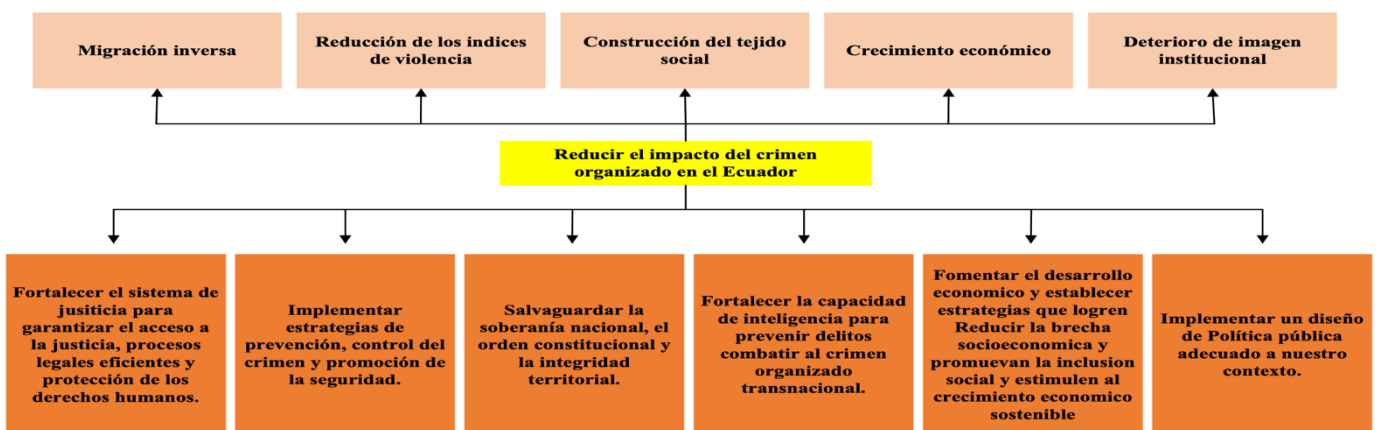 Migración inversa
Reducción de los indices
de violencia
Construcción del tejido
social
Crecimiento económico
Deterioro de imagen
institucional
Reducir el impacto del crimen
organizado en el Ecuador
Fortalecer el sistema de
jusiticia para
garantizar el acceso a
la justicia, procesos
legales eficientes y
protección de los
derechos humanos.
Implementar
estrategias de
prevención, control del
crimen y promoción de
la seguridad.
Salvaguardar la
soberanía nacional, el
orden constitucional y
la integridad
territorial.
Fortalecer la capacidad
de inteligencia para
prevenir delitos
combatir al crimen
organizado
transnacional.
Fomentar el desarrollo
economico y establecer
estrategias que logren
Reducir la brecha
socioeconomica y
promuevan la inclusion
social y estimulen al
crecimiento economico
sostenible
Implementar un diseño
de Política pública
adecuado a nuestro
contexto.